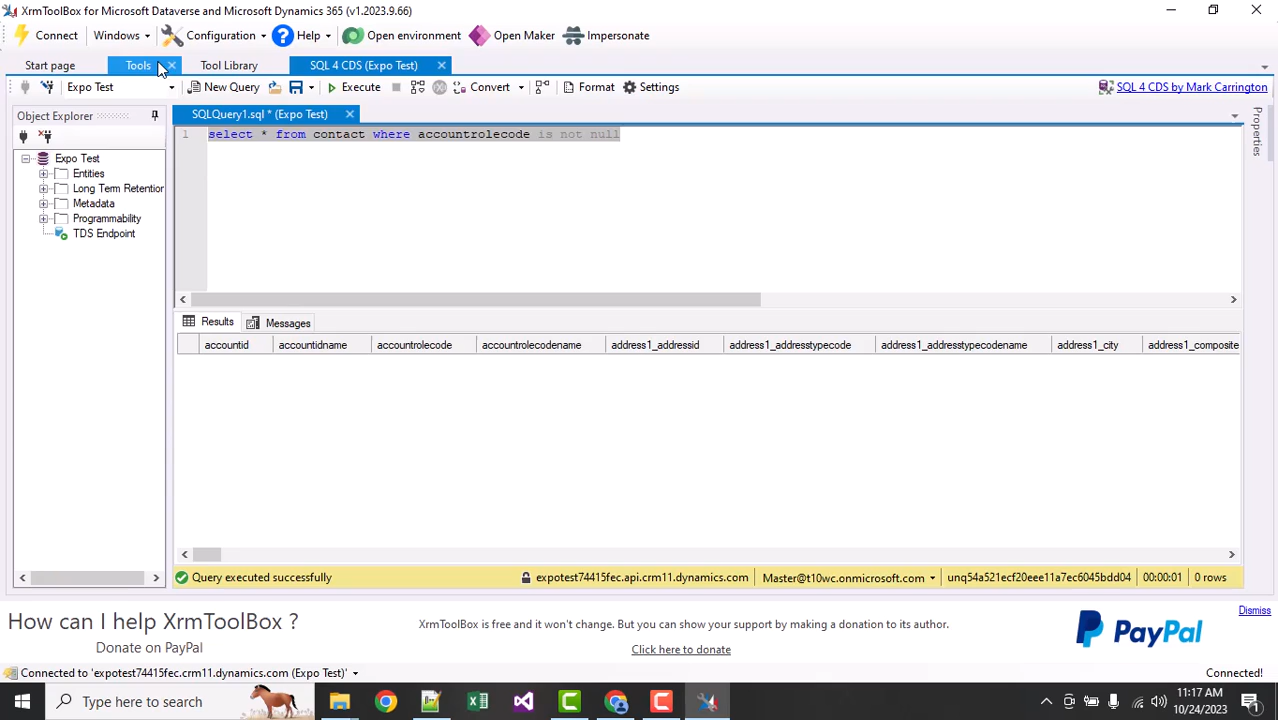 XrmToolBox for Microsoft Dataverse and Microsoft Dynamics 365 (v1.2023.9.66)
Connect Windows Configuration Help Open environment Open Maker Impersonate
Start page Tools Tool Library SQL 4 CDS (Expo Test)
Expo Test New Query Execute Convert Format Settings SQL 4 CDS by Mark Carrington
Object Explorer SQLQuery1.sql * (Expo Test) Properties
1 select * from contact where accountrolecode is not null
Expo Test
Entities
Long Term Retention
Metadata
Programmability
TDS Endpoint
Results Messages
accountid accountidname accountrolecode accountrolecodename address1_addressid address1_addresstypecode address1_addresstypecodename address1_city address1_composite
Query executed successfully expotest74415fec.api.crm11.dynamics.com Master@t10wc.onmicrosoft.com unq54a521ecf20eee11a7ec6045bdd04 00:00:01 0 rows
How can I help XrmToolBox ?
Donate on PayPal
XrmToolBox is free and it won't change. But you can show your support by making a donation to its author.
Click here to donate
PayPal
Dismiss
Connected to 'expotest74415fec.crm11.dynamics.com (Expo Test)' Connected!
Type here to search
11:17 AM
10/24/2023
1